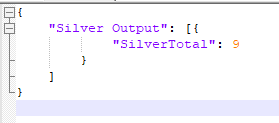 {
"Silver Output": [{
"SilverTotal": 9
}
]
}